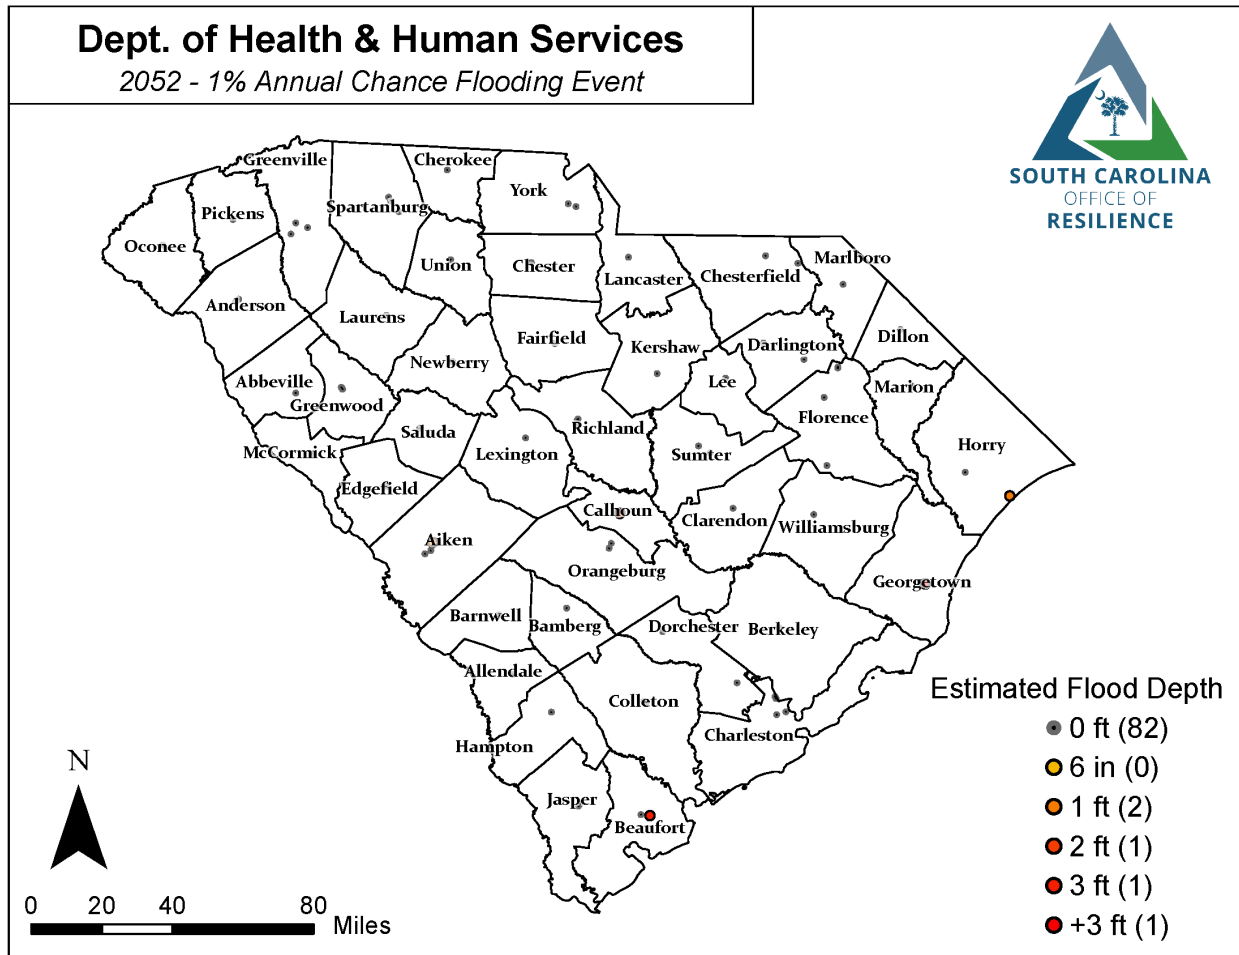 Dept. of Health & Human Services
2052 - 1% Annual Chance Flooding Event
SOUTH CAROLINA
OFFICE OF
RESILIENCE
Greenville
Cherokee
York
Pickens
Spartanburg
Oconee
Union
Chester
Lancaster
Chesterfield
Marlboro
Anderson
Laurens
Fairfield
Kershaw
Darlington
Dillon
Newberry
Abbeville
Greenwood
Lee
Marion
Saluda
Richland
Florence
McCormick
Lexington
Sumter
Horry
Edgefield
Calhoun
Clarendon
Williamsburg
Aiken
Orangeburg
Georgetown
Barnwell
Bamberg
Dorchester
Berkeley
Allendale
Colleton
Charleston
Hampton
Jasper
Beaufort
Estimated Flood Depth
0 ft (82)
6 in (0)
1 ft (2)
2 ft (1)
3 ft (1)
+3 ft (1)
N
0 20 40 80
Miles